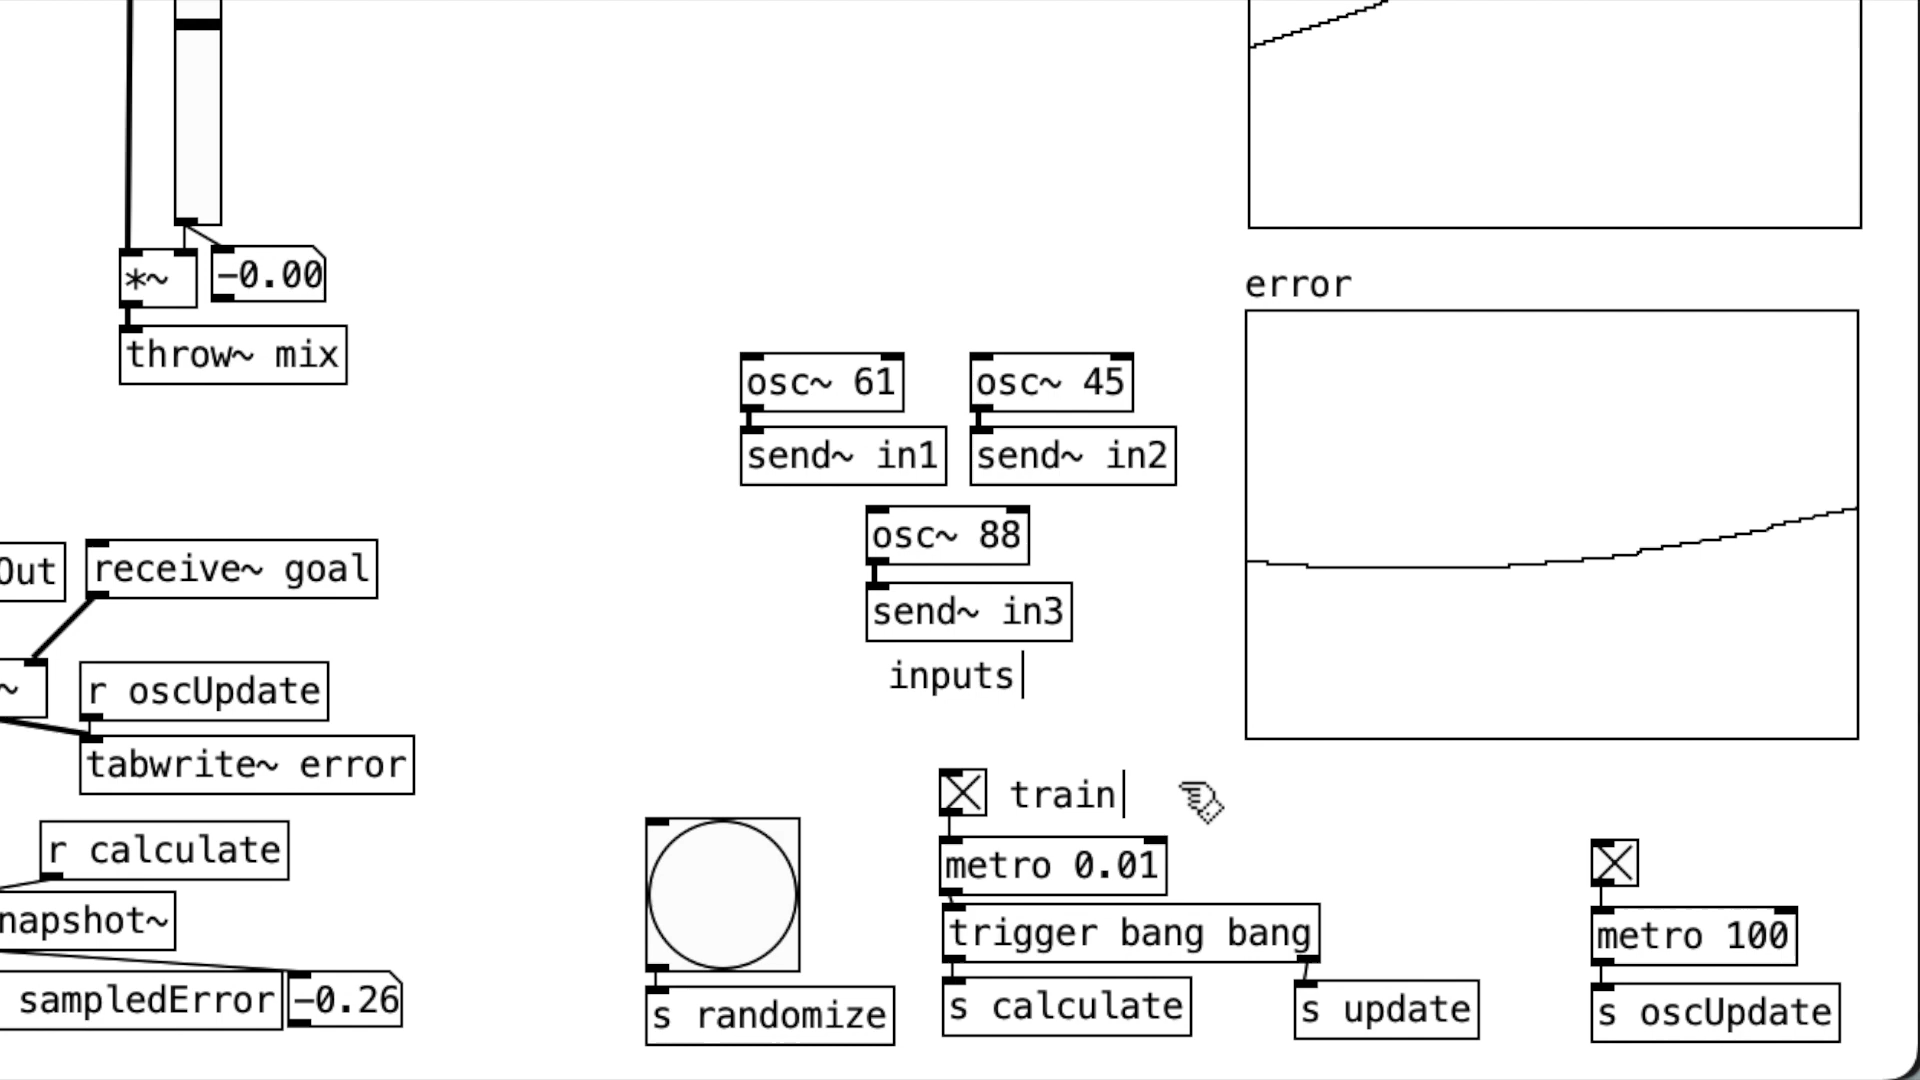 *~
-0.00
throw~ mix
error
osc~ 61
osc~ 45
send~ in1
send~ in2
osc~ 88
send~ in3
inputs
Out
receive~ goal
~
r oscUpdate
tabwrite~ error
train
r calculate
metro 0.01
napshot~
trigger bang bang
metro 100
sampledError
-0.26
s randomize
s calculate
s update
s oscUpdate